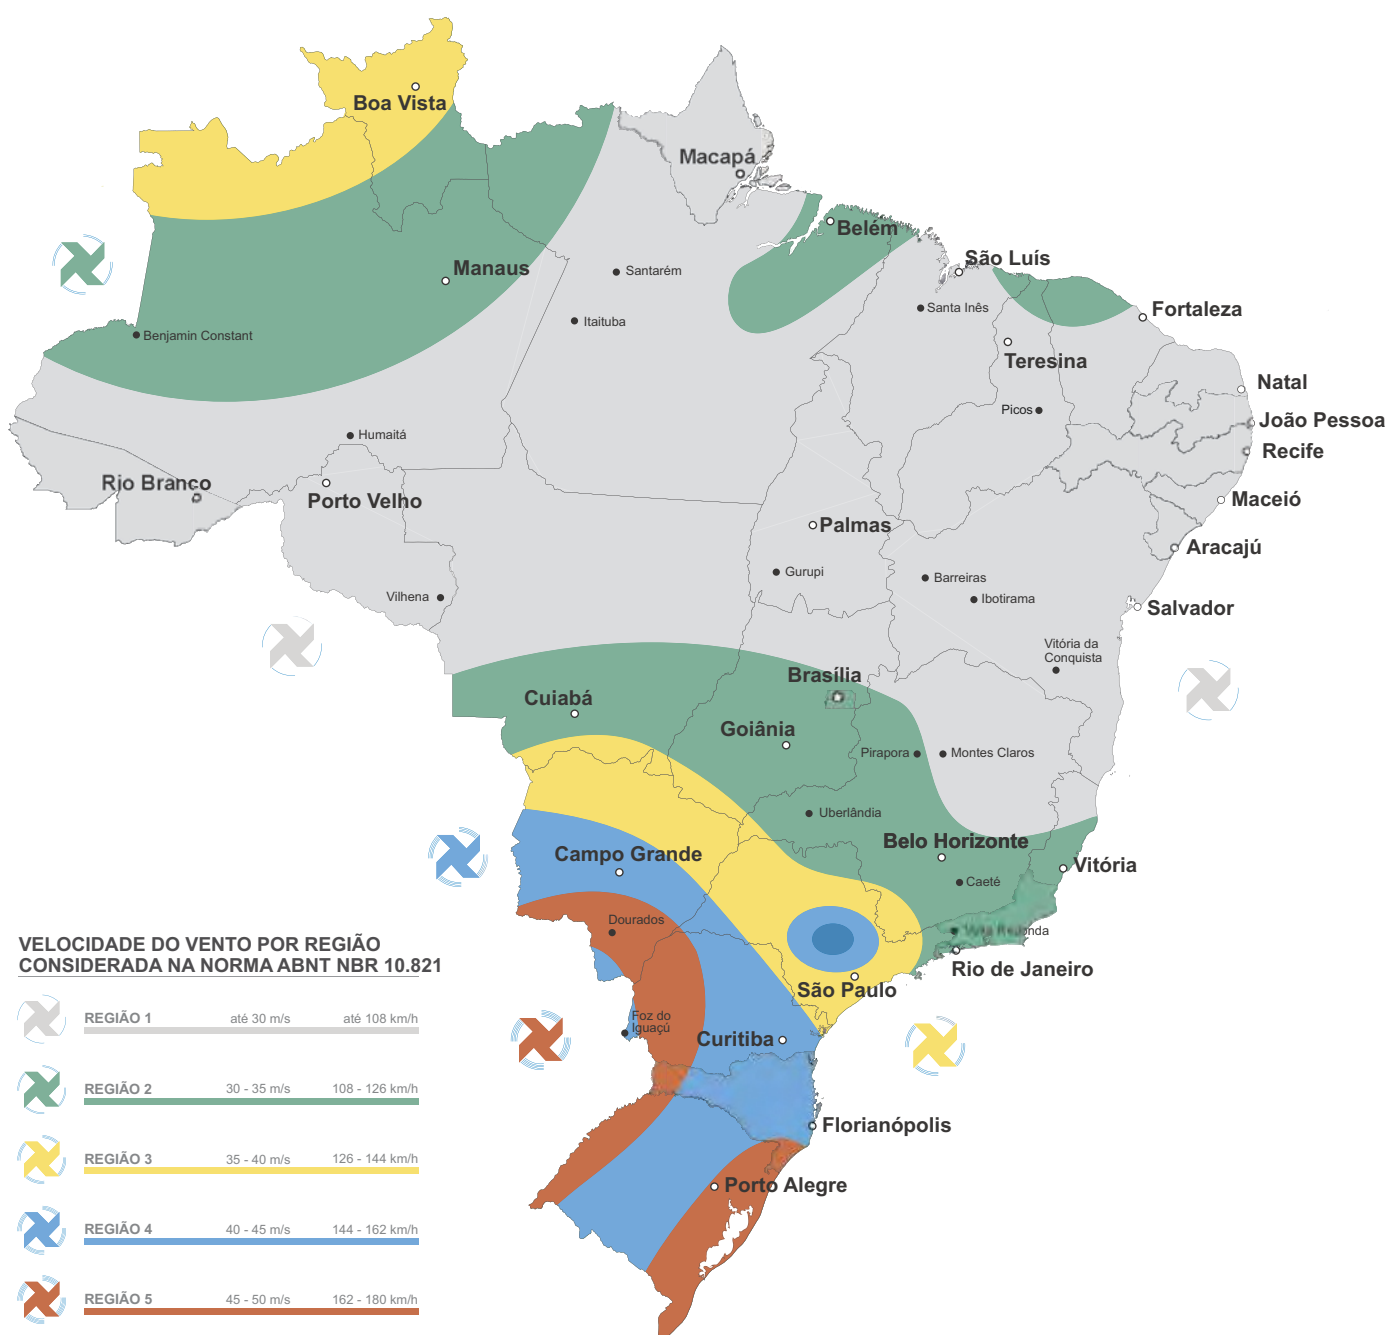 Boa Vista
Macapá
Belém
Manaus
Santarém
São Luís
Itaituba
Santa Inês
Fortaleza
Benjamin Constant
Teresina
Natal
Picos
João Pessoa
Humaitá
Recife
Rio Branco
Porto Velho
Maceió
Palmas
Aracajú
Gurupi
Barreiras
Vilhena
Ibotirama
Salvador
Vitória da
Conquista
Brasília
Cuiabá
Goiânia
Pirapora
Montes Claros
Uberlândia
Belo Horizonte
Campo Grande
Vitória
Caeté
Dourados
Rio de Janeiro
São Paulo
Foz do
Iguaçú
Curitiba
Florianópolis
Porto Alegre
VELOCIDADE DO VENTO POR REGIÃO
CONSIDERADA NA NORMA ABNT NBR 10.821
REGIÃO 1 até 30 m/s até 108 km/h
REGIÃO 2 30 - 35 m/s 108 - 126 km/h
REGIÃO 3 35 - 40 m/s 126 - 144 km/h
REGIÃO 4 40 - 45 m/s 144 - 162 km/h
REGIÃO 5 45 - 50 m/s 162 - 180 km/h